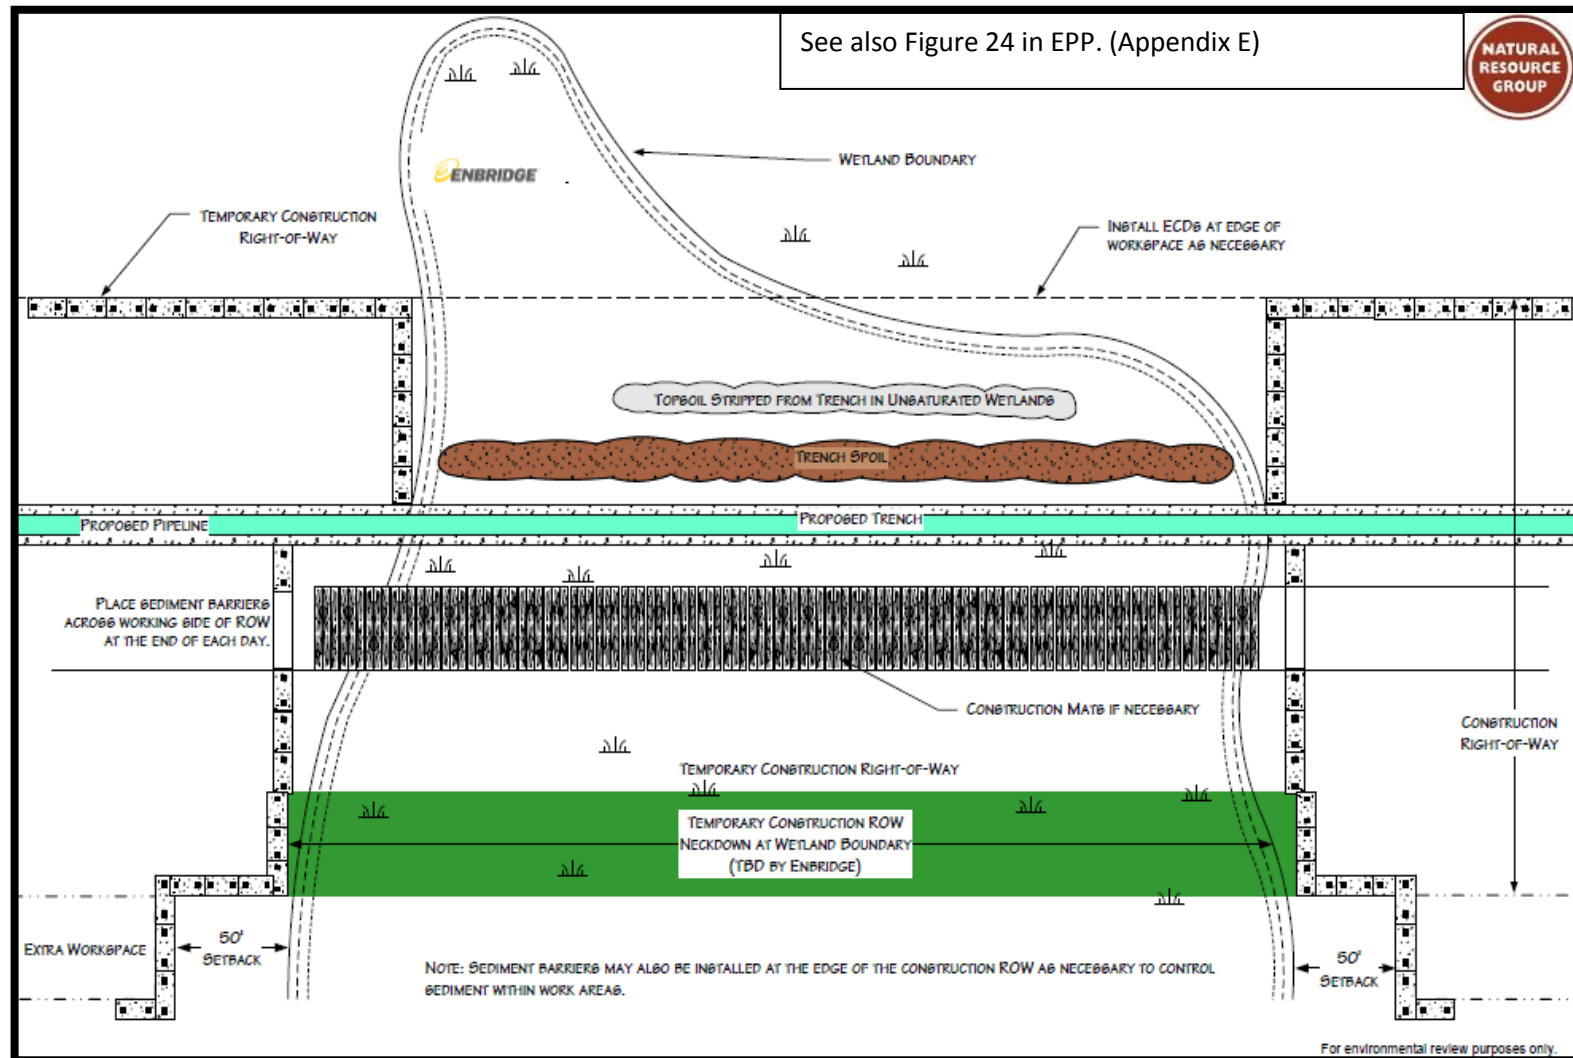 See also Figure 24 in EPP. (Appendix E)
NATURAL
RESOURCE
GROUP
WETLAND BOUNDARY
ENBRIDGE
TEMPORARY CONSTRUCTION
RIGHT-OF-WAY
INSTALL ECDS AT EDGE OF
WORKSPACE AS NECESSARY
TOPSOIL STRIPPED FROM TRENCH IN UNSATURATED WETLANDS
TRENCH SPOIL
PROPOSED PIPELINE
PROPOSED TRENCH
PLACE SEDIMENT BARRIERS
ACROSS WORKING SIDE OF ROW
AT THE END OF EACH DAY.
CONSTRUCTION MATS IF NECESSARY
CONSTRUCTION
RIGHT-OF-WAY
TEMPORARY CONSTRUCTION RIGHT-OF-WAY
TEMPORARY CONSTRUCTION ROW
NECKDOWN AT WETLAND BOUNDARY
(TBD BY ENBRIDGE)
EXTRA WORKSPACE
50'
SETBACK
NOTE: SEDIMENT BARRIERS MAY ALSO BE INSTALLED AT THE EDGE OF THE CONSTRUCTION ROW AS NECESSARY TO CONTROL
SEDIMENT WITHIN WORK AREAS.
50'
SETBACK
For environmental review purposes only.